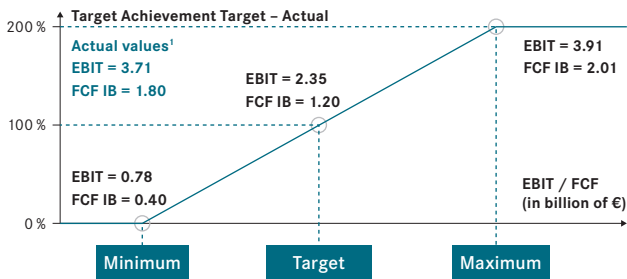 Target Achievement Target – Actual
200 %
Actual values¹
EBIT = 3.71
FCF IB = 1.80
EBIT = 3.91
FCF IB = 2.01
EBIT = 2.35
FCF IB = 1.20
100 %
EBIT = 0.78
FCF IB = 0.40
EBIT / FCF
(in billion of €)
0 %
Minimum
Target
Maximum